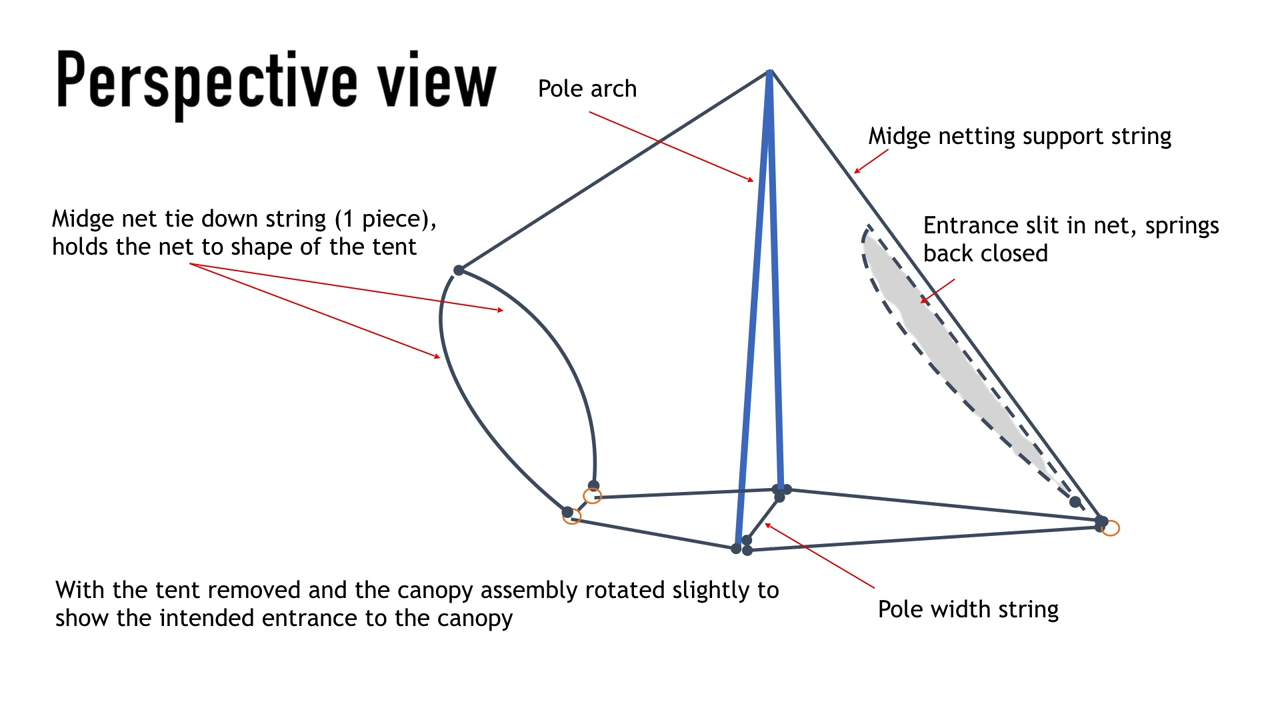 Perspective view
Pole arch
Midge netting support string
Midge net tie down string (1 piece),
holds the net to shape of the tent
Entrance slit in net, springs
back closed
With the tent removed and the canopy assembly rotated slightly to
show the intended entrance to the canopy
Pole width string